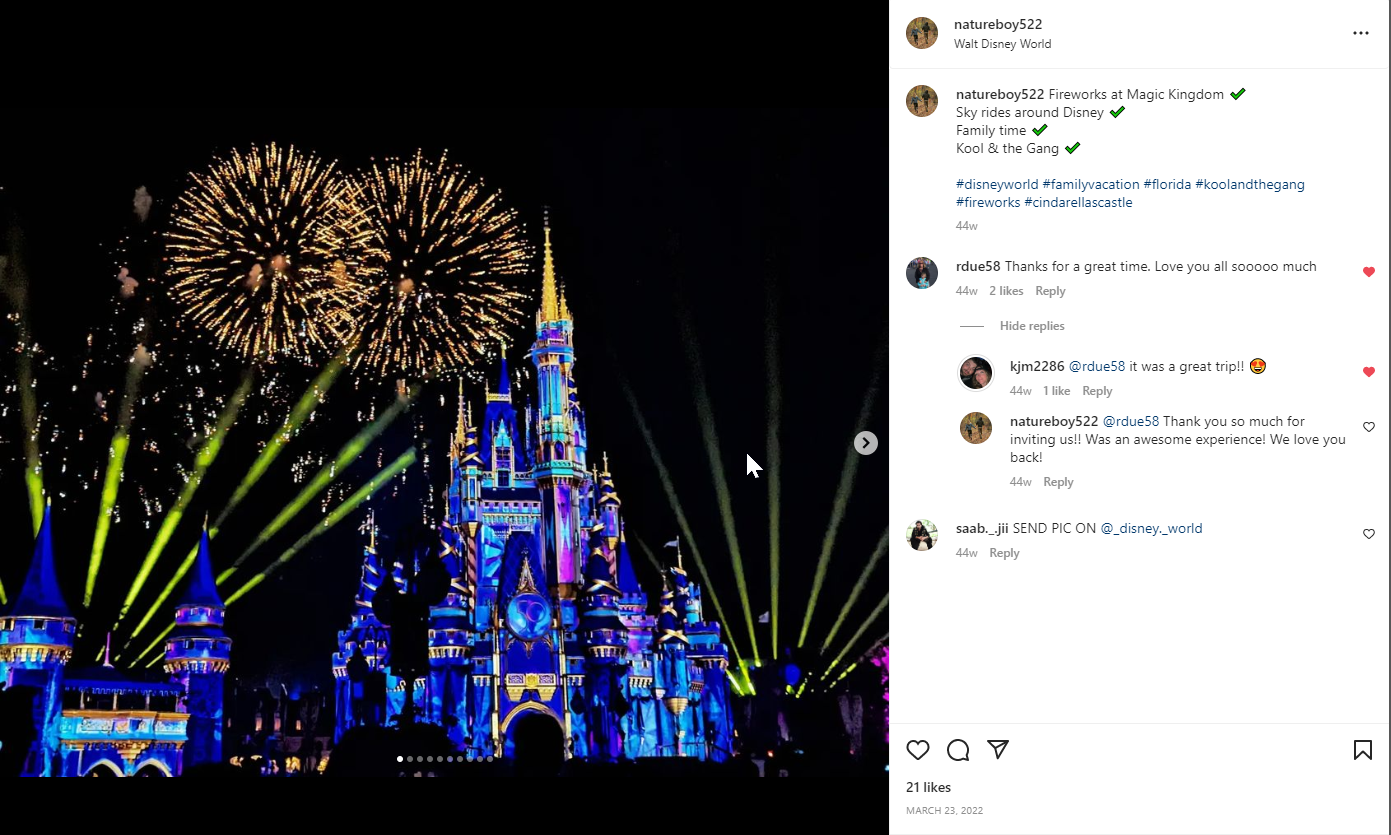 natureboy522
Walt Disney World
natureboy522 Fireworks at Magic Kingdom ✔
Sky rides around Disney ✔
Family time ✔
Kool & the Gang ✔
#disneyworld #familyvacation #florida #koolandthegang
#fireworks #cindarellascastle
44w
rdue58 Thanks for a great time. Love you all sooooo much
44w 2 likes Reply
Hide replies
kjm2286 @rdue58 it was a great trip!! 😍
44w 1 like Reply
natureboy522 @rdue58 Thank you so much for
inviting us!! Was an awesome experience! We love you
back!
44w Reply
saab._.jii SEND PIC ON @_disney._world
44w Reply
21 likes
MARCH 23, 2022